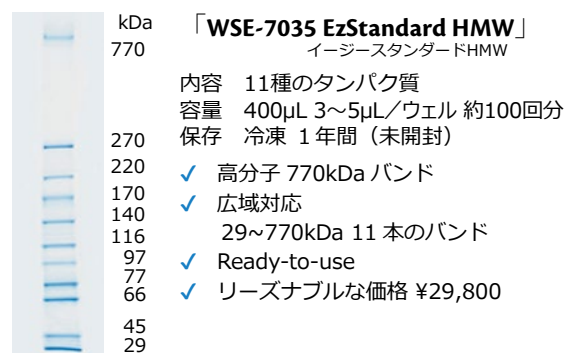 kDa
770
270
220
170
140
116
97
77
66
45
29
「WSE-7035 EzStandard HMW」
イージースタンダードHMW
内容 11種のタンパク質
容量 400μL 3～5μL／ウェル 約100回分
保存 冷凍 １年間（未開封）
✓ 高分子 770kDa バンド
✓ 広域対応
29~770kDa 11 本のバンド
✓ Ready-to-use
✓ リーズナブルな価格 ¥29,800